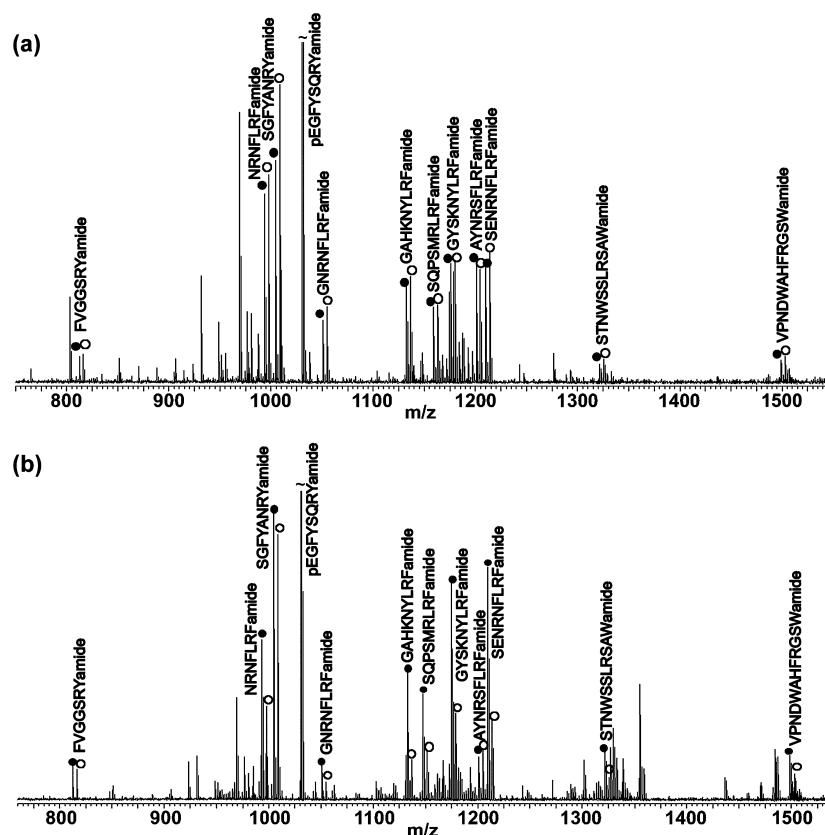 (a)
FVGGSRYamide
NRNFLRFamide
SGFYANRYamide
~
pEGFYSQRYamide
GNRNFLRFamide
GAHKNYLRFamide
SQPSMRLRFamide
GYSKNYLRFamide
AYNRSFLRFamide
SENRNFLRFamide
STNWSSLRSAWamide
VPNDWAHFRGSWamide
800 900 1000 1100 1200 1300 1400 1500
m/z
(b)
FVGGSRYamide
NRNFLRFamide
SGFYANRYamide
~
pEGFYSQRYamide
GNRNFLRFamide
GAHKNYLRFamide
SQPSMRLRFamide
GYSKNYLRFamide
AYNRSFLRFamide
SENRNFLRFamide
STNWSSLRSAWamide
VPNDWAHFRGSWamide
800 900 1000 1100 1200 1300 1400 1500
m/z